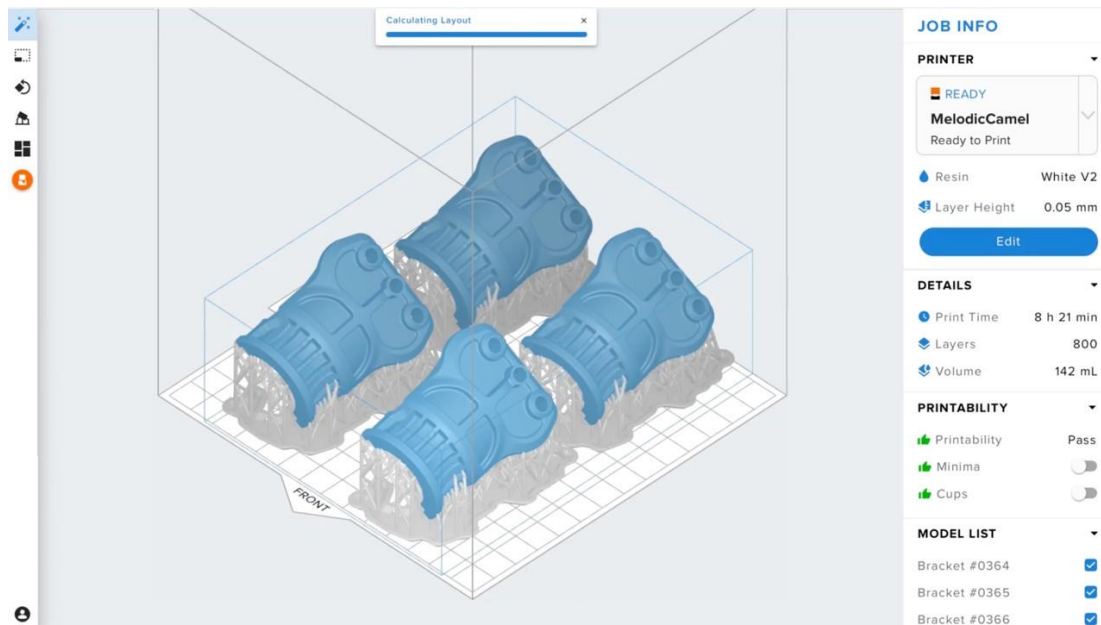 Calculating Layout
JOB INFO
PRINTER
READY
MelodicCamel
Ready to Print
Resin White V2
Layer Height 0.05 mm
Edit
DETAILS
Print Time 8 h 21 min
Layers 800
Volume 142 mL
PRINTABILITY
Printability Pass
Minima
Cups
MODEL LIST
Bracket #0364
Bracket #0365
Bracket #0366
FRONT